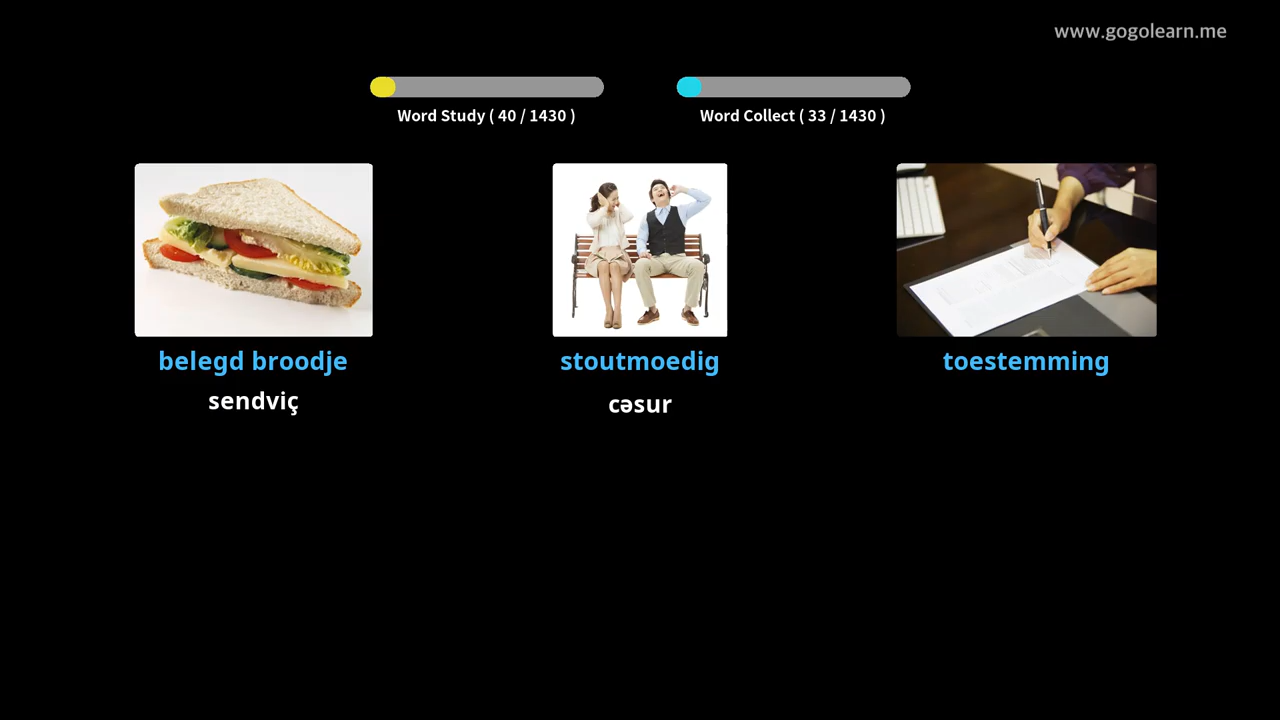 www.gogolearn.me
Word Study ( 40 / 1430 )
Word Collect ( 33 / 1430 )
belegd broodje
stoutmoedig
toestemming
sendviç
cəsur